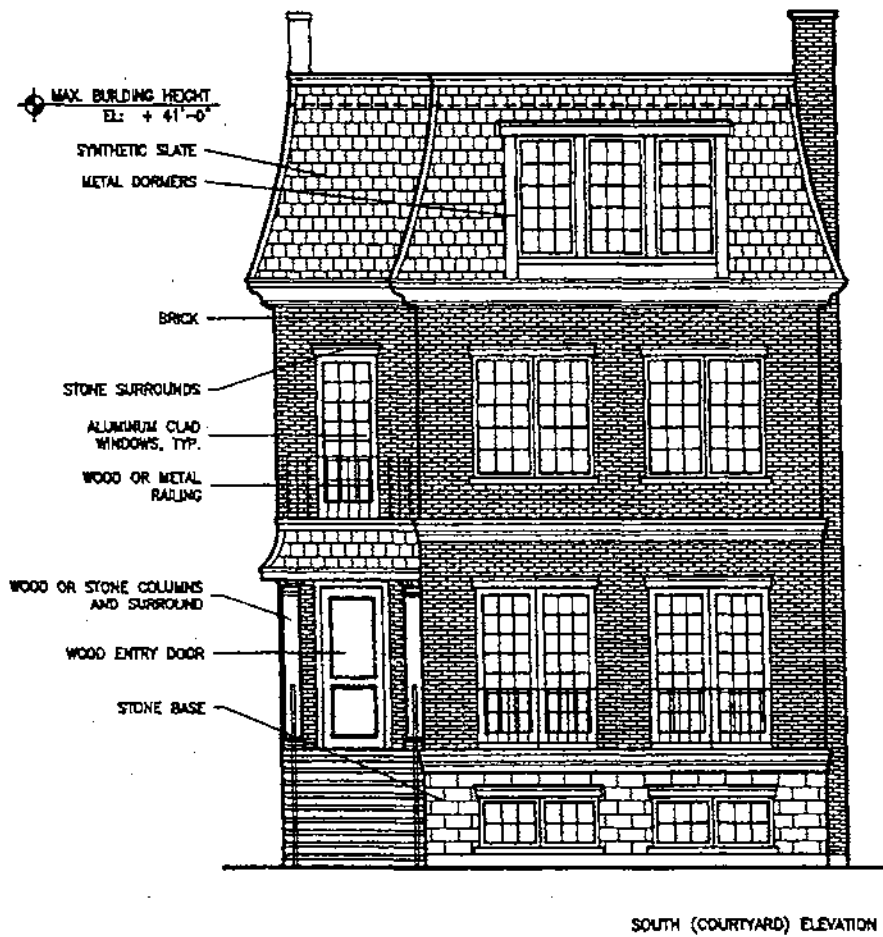 MAX. BUILDING HEIGHT
EL: + 41'-0"
SYNTHETIC SLATE
METAL DORMERS
BRICK
STONE SURROUNDS
ALUMINUM CLAD
WINDOWS, TYP.
WOOD OR METAL
RAILING
WOOD OR STONE COLUMNS
AND SURROUND
WOOD ENTRY DOOR
STONE BASE
SOUTH (COURTYARD) ELEVATION